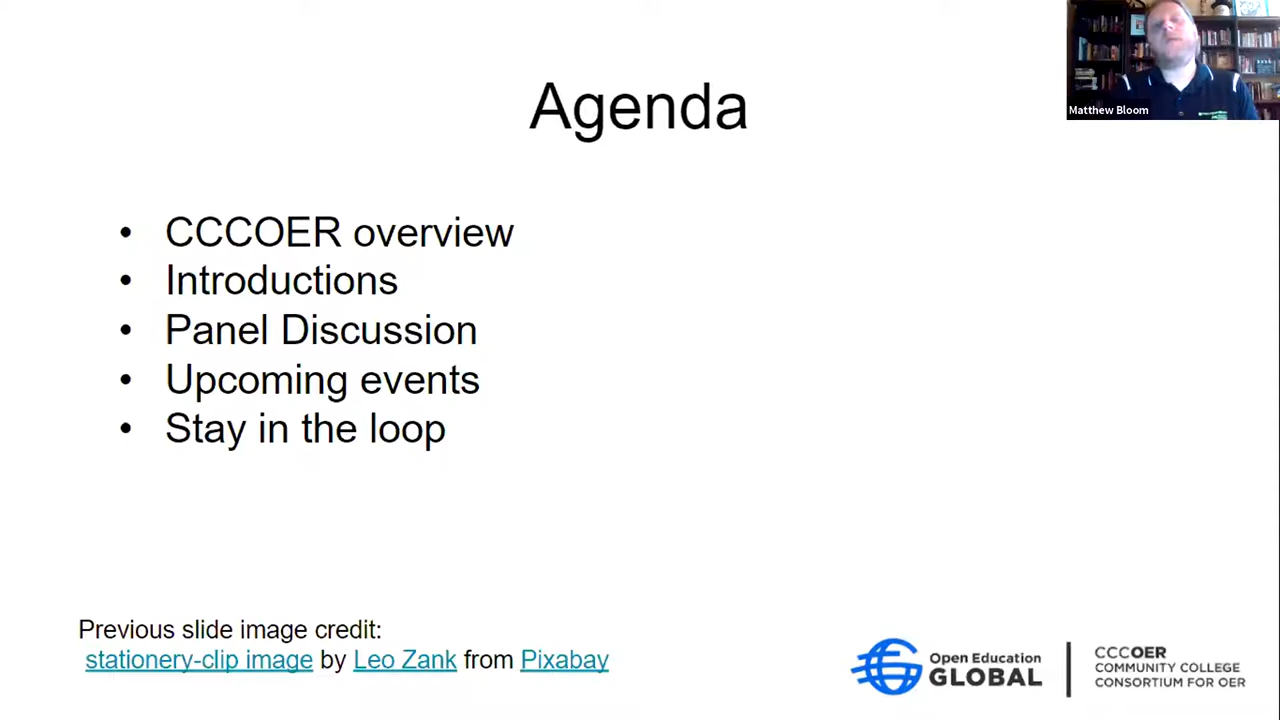 Matthew Bloom
Agenda
• CCCOER overview
• Introductions
• Panel Discussion
• Upcoming events
• Stay in the loop
Previous slide image credit:
stationery-clip image by Leo Zank from Pixabay
Open Education
GLOBAL
CCCOER
COMMUNITY COLLEGE
CONSORTIUM FOR OER